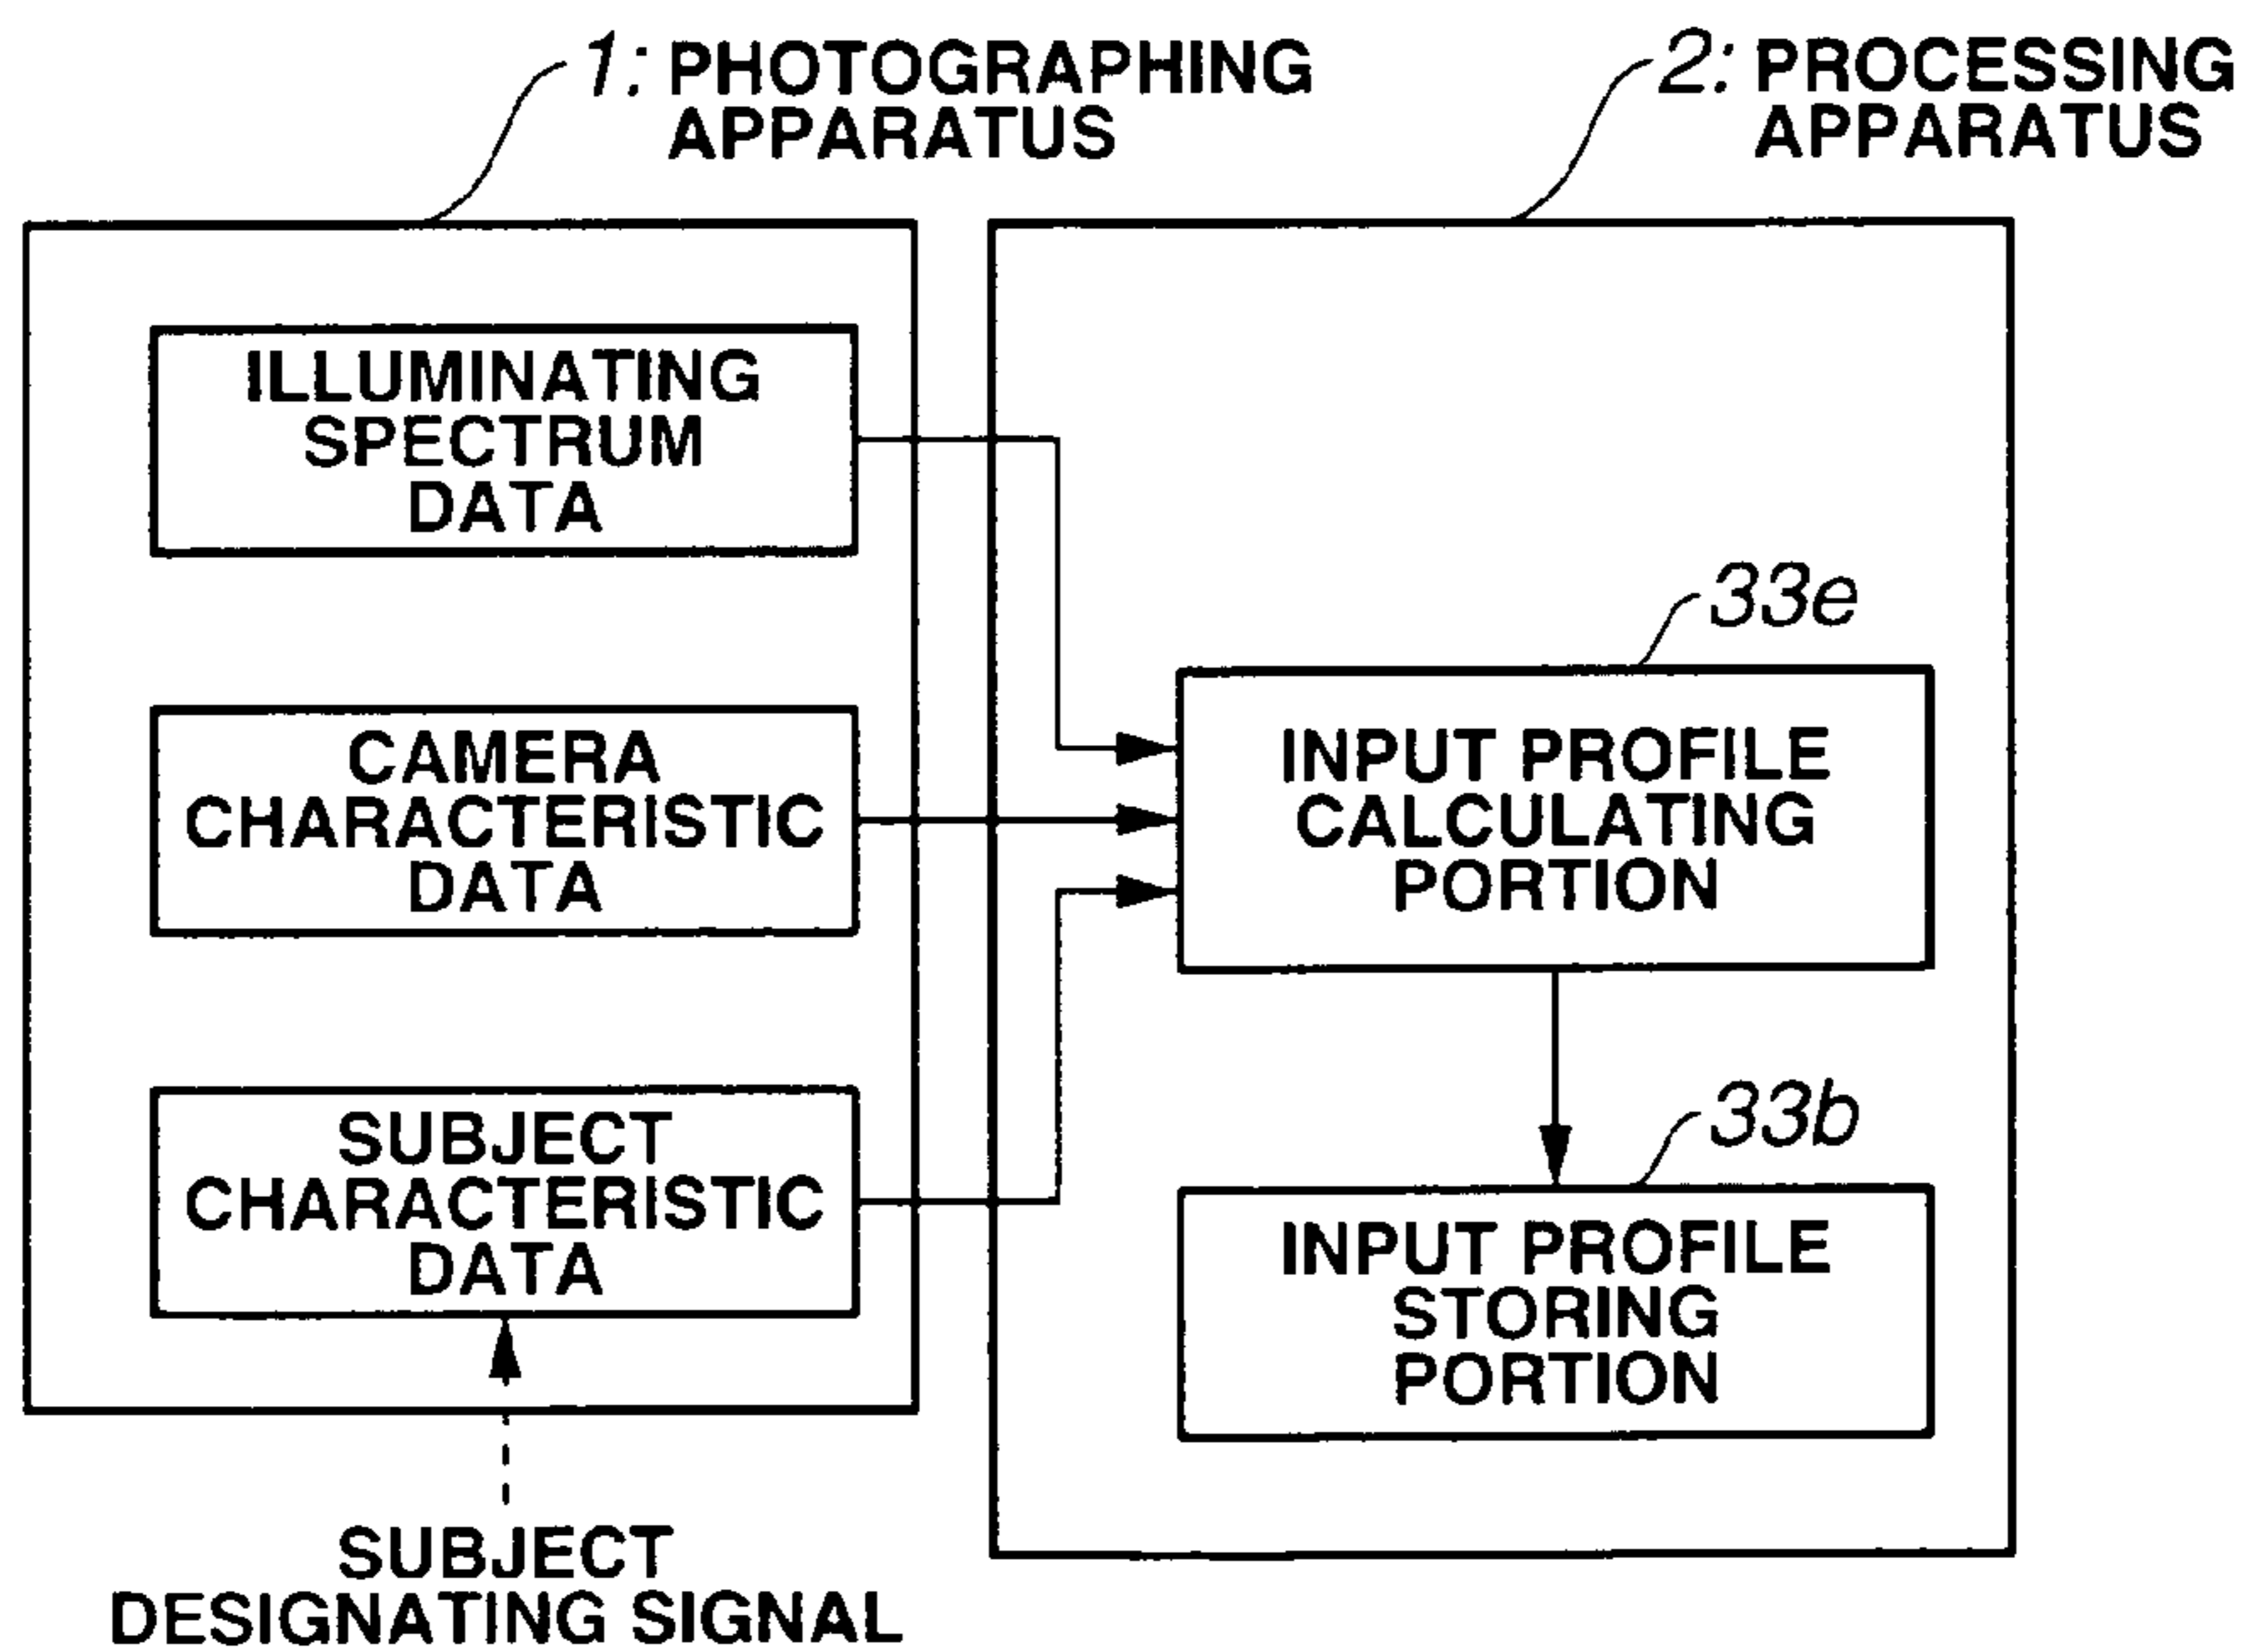 1: PHOTOGRAPHING
APPARATUS
2: PROCESSING
APPARATUS
ILLUMINATING
SPECTRUM
DATA
CAMERA
CHARACTERISTIC
DATA
SUBJECT
CHARACTERISTIC
DATA
SUBJECT
DESIGNATING SIGNAL
33e
INPUT PROFILE
CALCULATING
PORTION
33b
INPUT PROFILE
STORING
PORTION